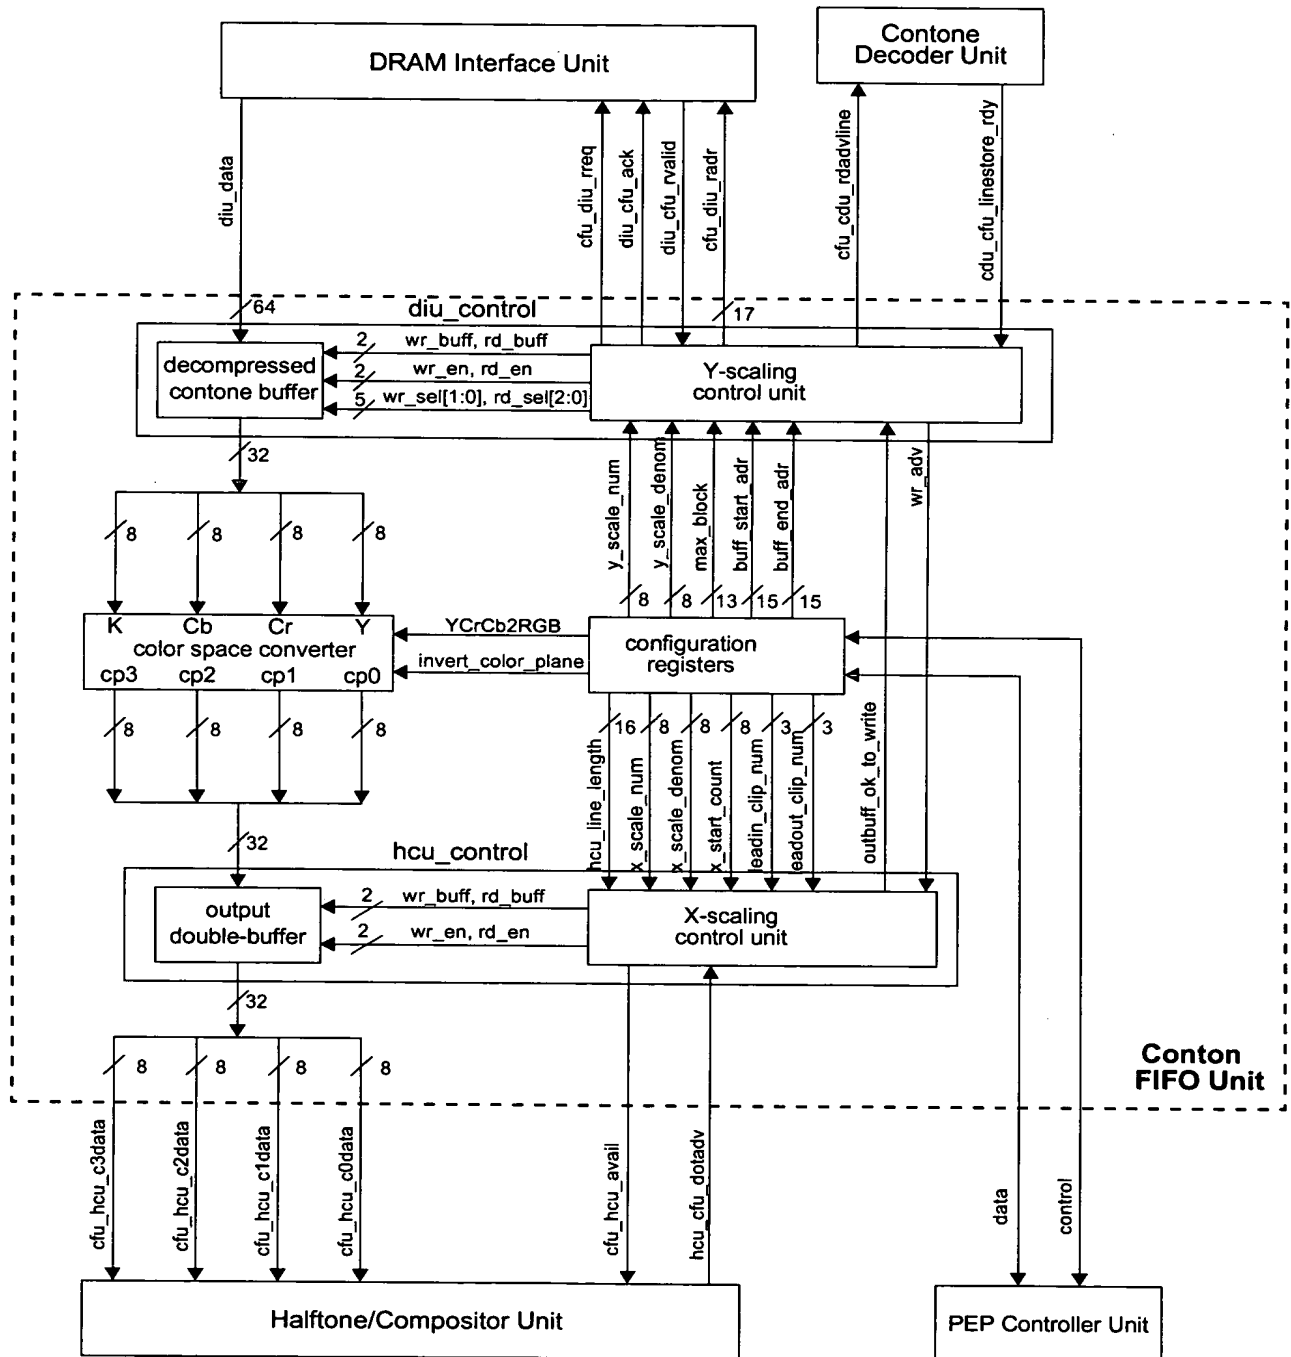 Contone
Decoder Unit
DRAM Interface Unit
diu_data
cfu_diu_rreq
diu_cfu_ack
diu_cfu_rvalid
cfu_diu_radr
cfu_cdu_rdadvline
cdu_cfu_linestore_rdy
64
diu_control
17
decompressed
contone buffer
2
wr_buff, rd_buff
2
wr_en, rd_en
5
wr_sel[1:0], rd_sel[2:0]
Y-scaling
control unit
32
y_scale_num
y_scale_denom
max_block
buff_start_adr
buff_end_adr
wr_adv
8
8
8
8
8
8
13
15
15
K
Cb
Cr
Y
color space converter
cp3
cp2
cp1
cp0
YCrCb2RGB
invert_color_plane
configuration
registers
8
8
8
8
16
8
8
8
3
3
hcu_line_length
x_scale_num
x_scale_denom
x_start_count
leadin_clip_num
leadout_clip_num
outbuff_ok_to_write
32
hcu_control
output
double-buffer
2
wr_buff, rd_buff
2
wr_en, rd_en
X-scaling
control unit
32
8
8
8
8
Conton
FIFO Unit
cfu_hcu_c3data
cfu_hcu_c2data
cfu_hcu_c1data
cfu_hcu_c0data
cfu_hcu_avail
hcu_cfu_dotadv
data
control
Halftone/Compositor Unit
PEP Controller Unit